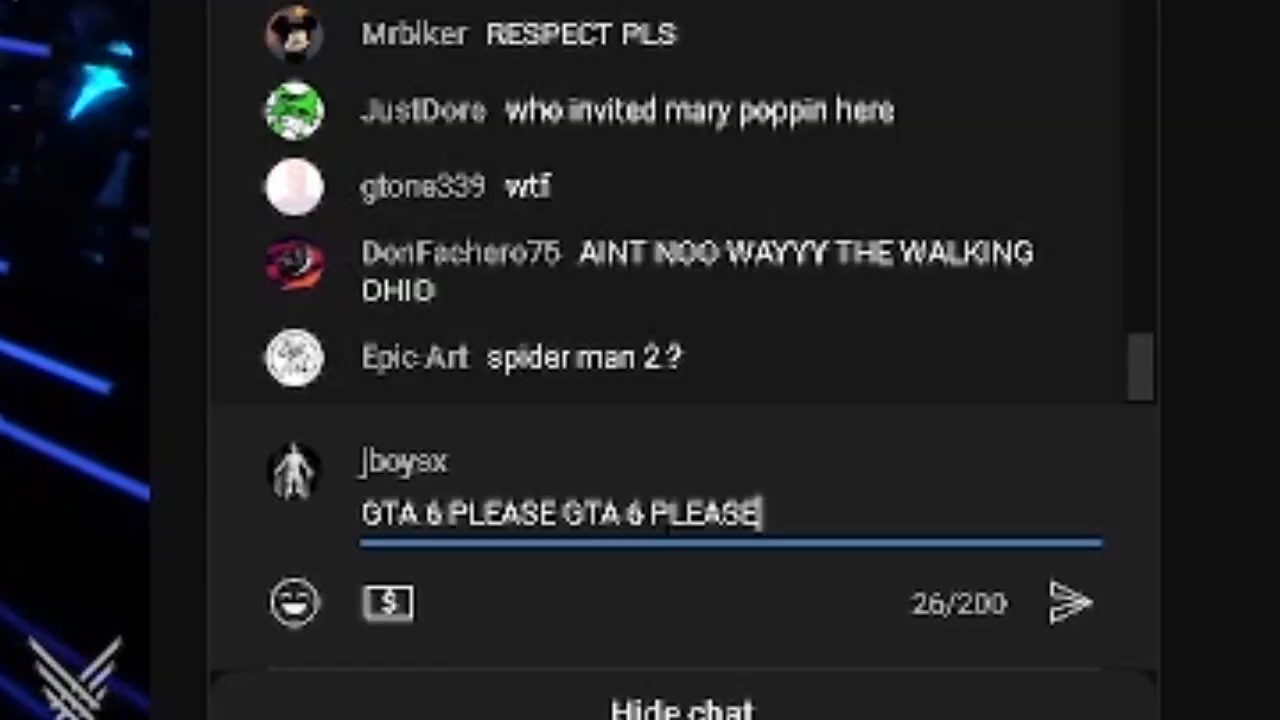 Mrbiker RESPECT PLS
JustDore who invited mary poppin here
gtona339 wtf
DonFachero75 AINT NOO WAYYY THE WALKING
OHIO
Epic Art spider man 2 ?
jboysx
GTA 6 PLEASE GTA 6 PLEASE
26/200
Hide chat